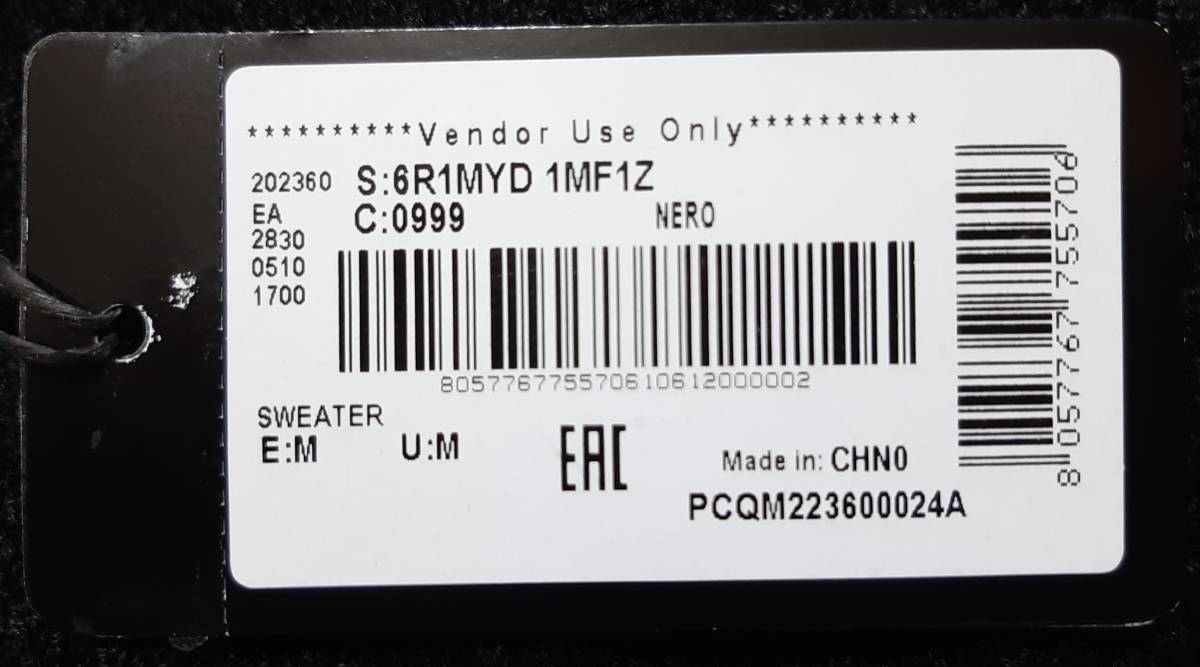 **********Vendor Use Only**********
202360 S:6R1MYD 1MF1Z
EA C:0999 NERO
2830
0510
1700
805776775570610612000002
SWEATER
E:M U:M
EAC
Made in: CHN0
PCQM223600024A
8 057767 755706